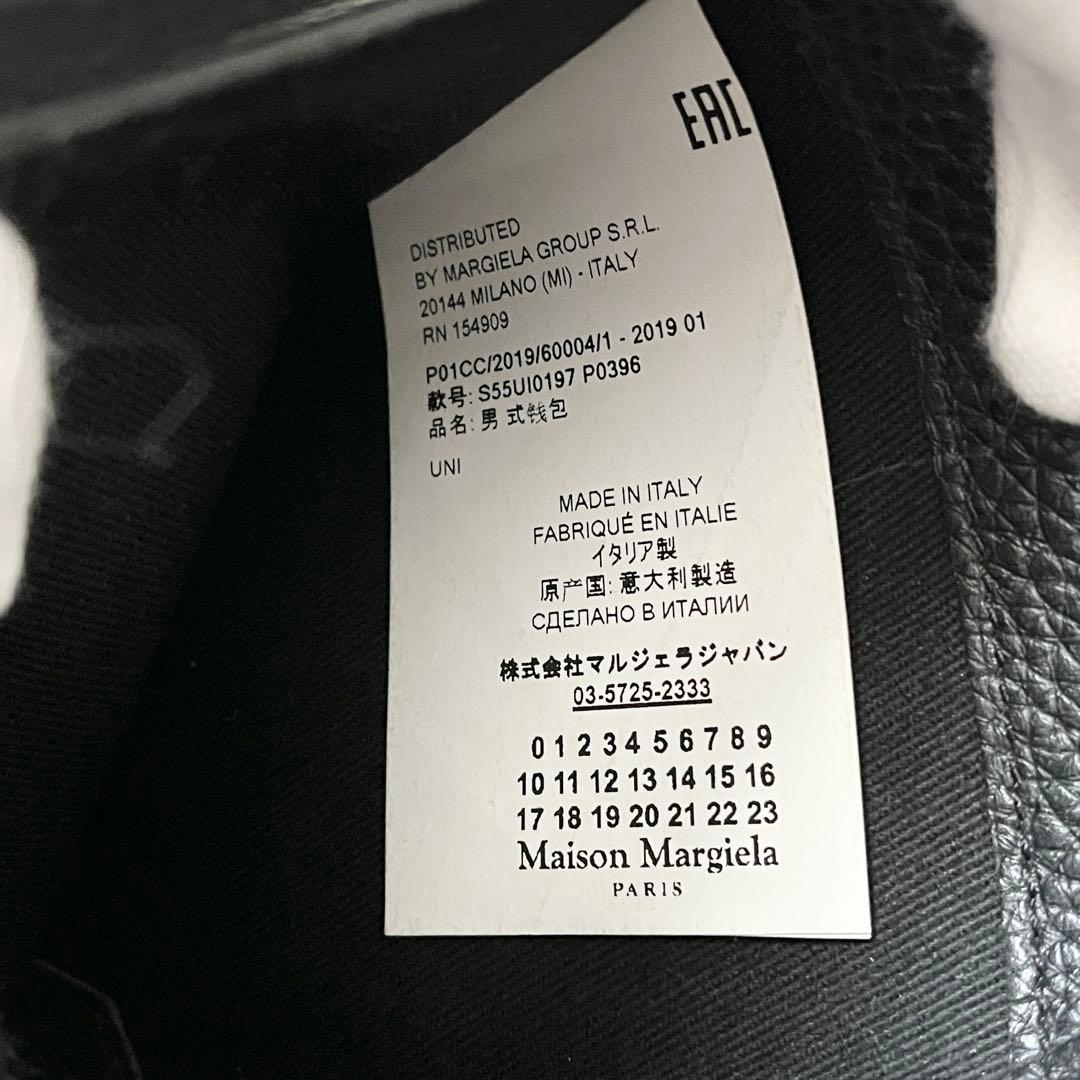 EAC
DISTRIBUTED
BY MARGIELA GROUP S.R.L.
20144 MILANO (MI) - ITALY
RN 154909
P01CC/2019/60004/1 - 2019 01
款号: S55UI0197 P0396
品名: 男式钱包
UNI
MADE IN ITALY
FABRIQUÉ EN ITALIE
イタリア製
原产国: 意大利製造
СДЕЛАНО В ИТАЛИИ
株式会社マルジェラジャパン
03-5725-2333
0 1 2 3 4 5 6 7 8 9
10 11 12 13 14 15 16
17 18 19 20 21 22 23
Maison Margiela
PARIS